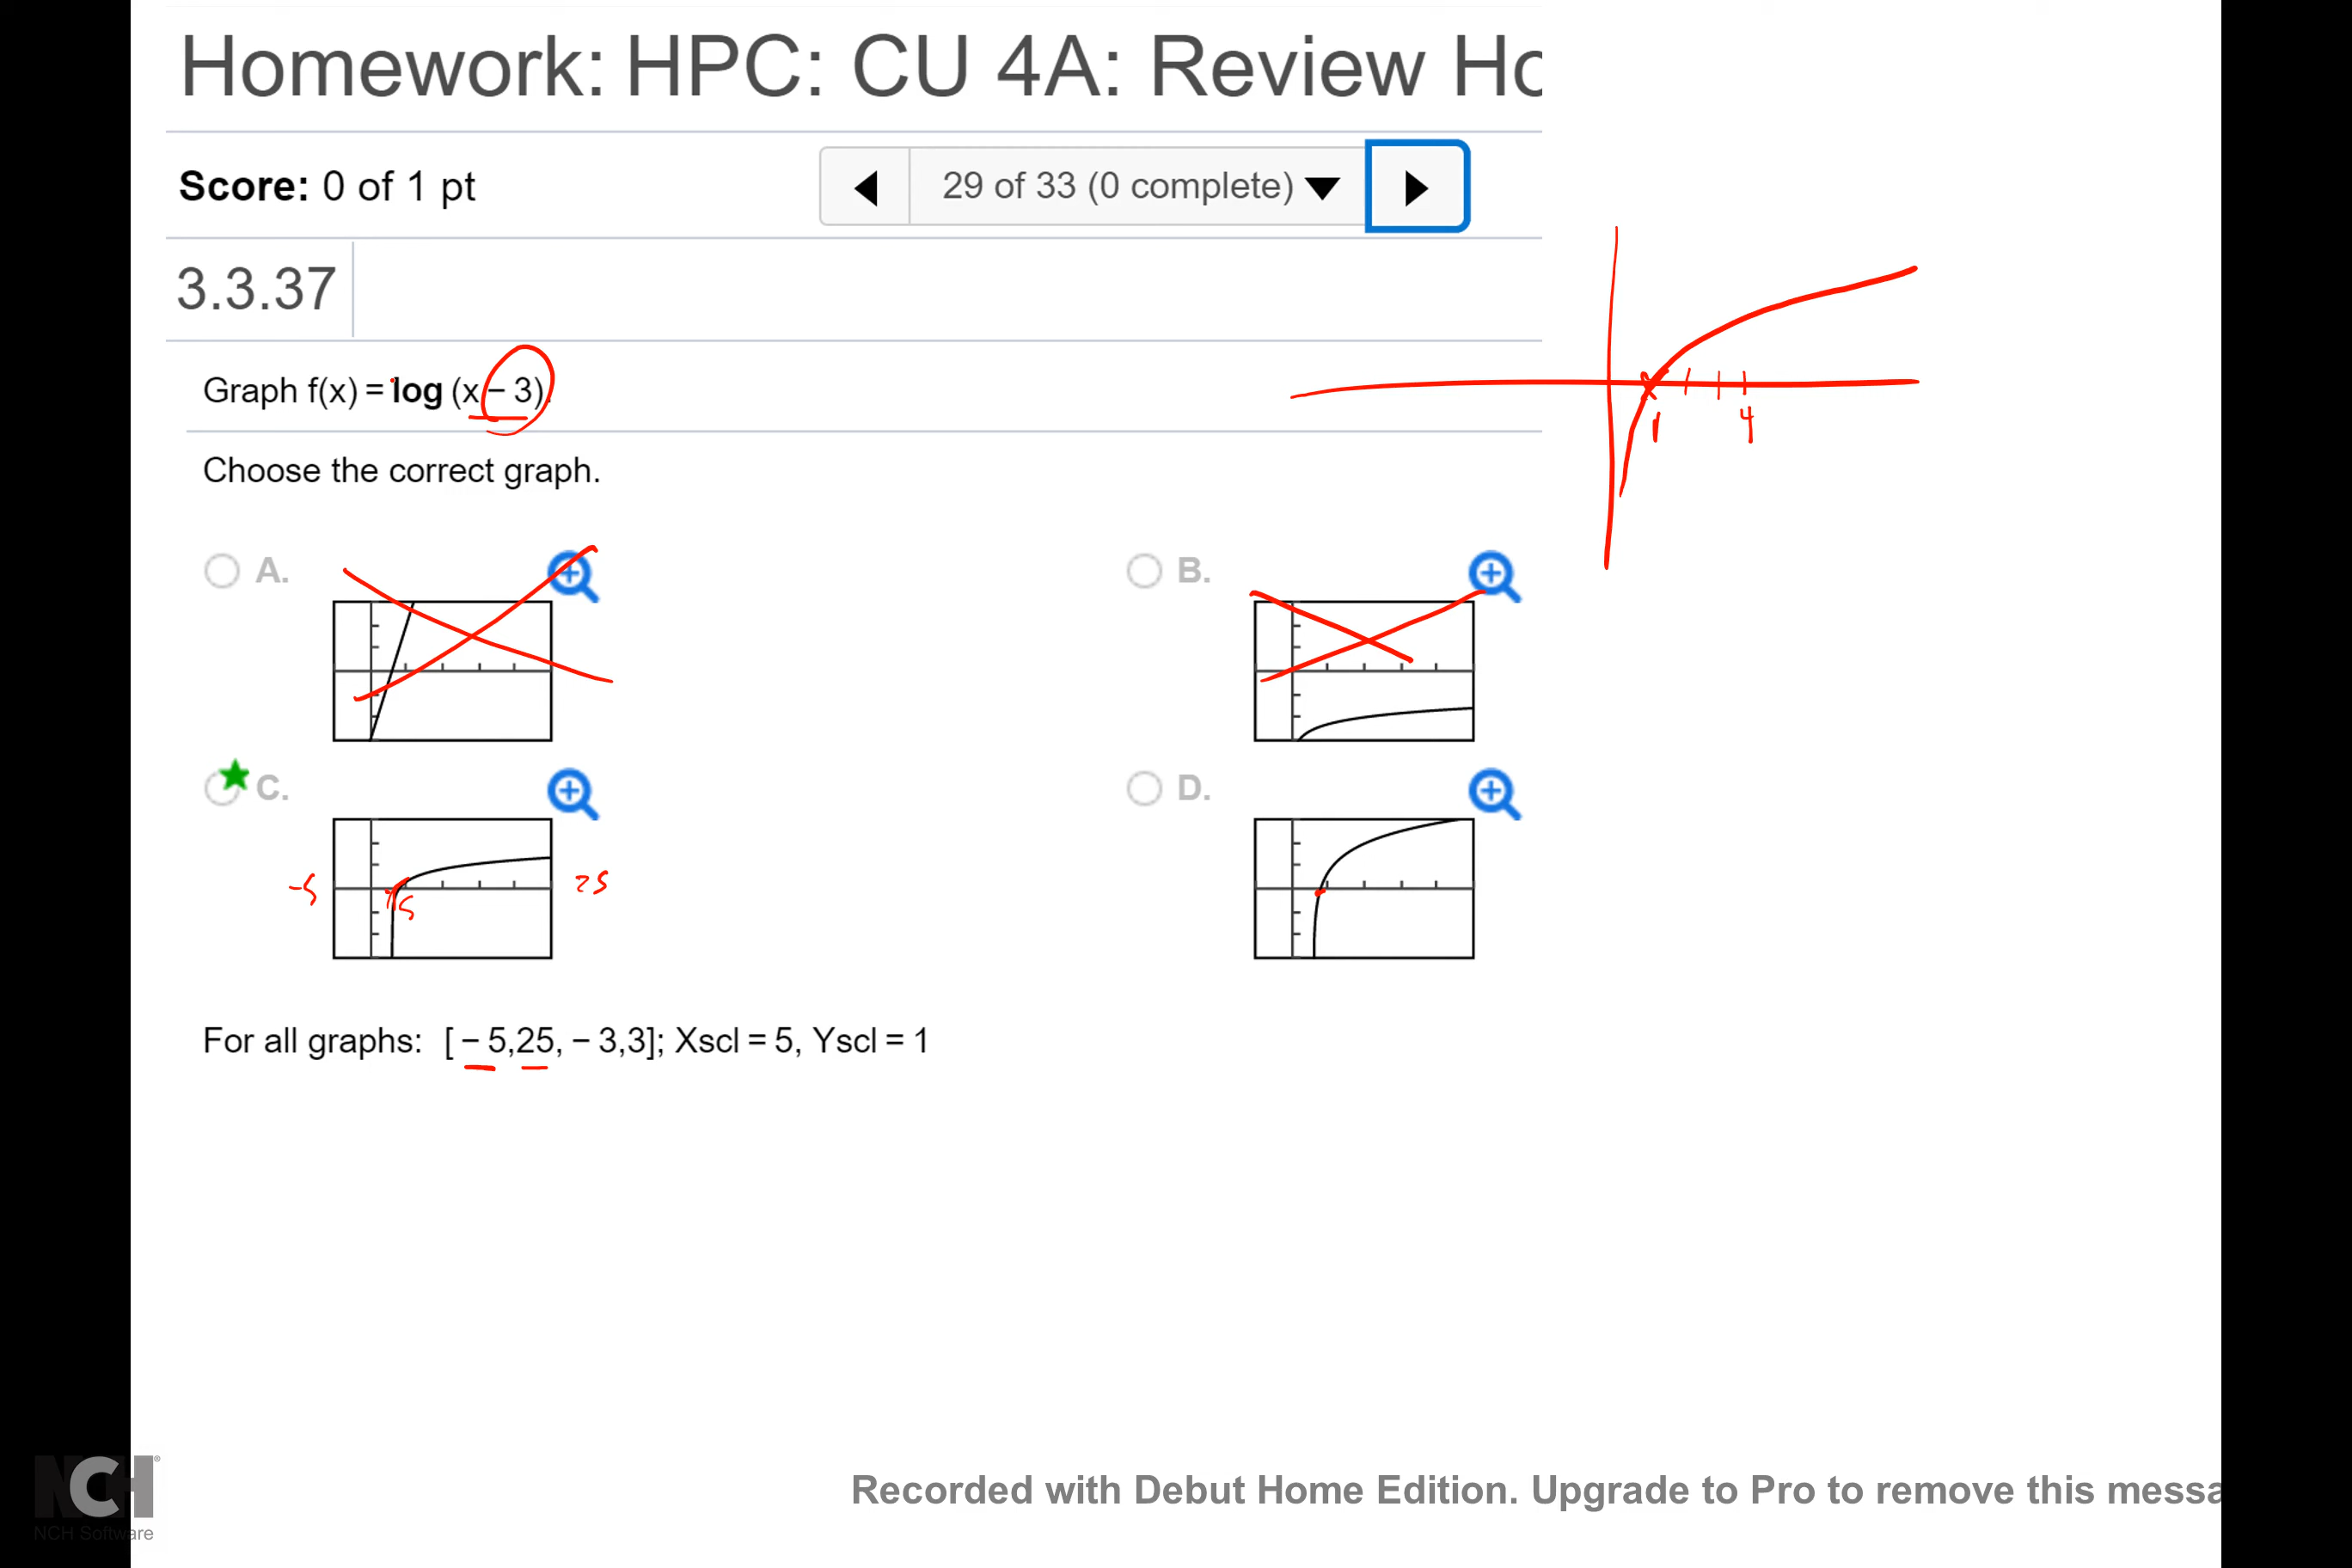 Homework: HPC: CU 4A: Review Ho
Score: 0 of 1 pt
29 of 33 (0 complete)
3.3.37
Graph f(x) = log (x – 3).
1
4
Choose the correct graph.
A.
B.
C.
D.
-5
5
25
For all graphs: [ – 5,25, – 3,3]; Xscl = 5, Yscl = 1
NCH®
NCH Software
Recorded with Debut Home Edition. Upgrade to Pro to remove this messa